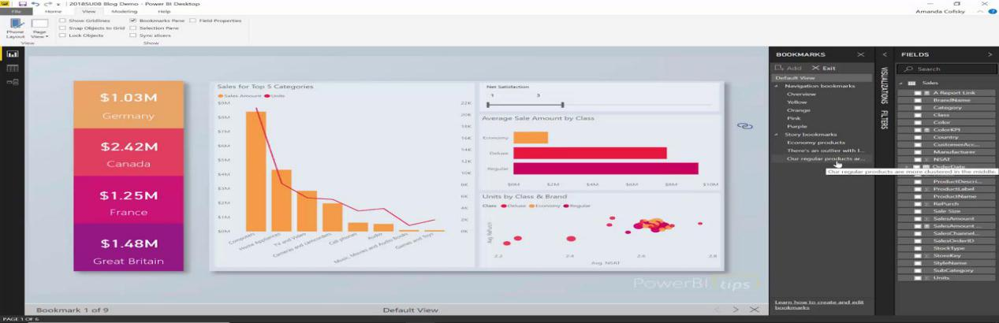 2018SU08 Blog Demo - Power BI Desktop
Amanda Cofsky
File Home View Modeling Help
Phone Layout
Page View
View
Show Gridlines
Snap Objects to Grid
Lock Objects
Bookmarks Pane
Selection Pane
Sync slicers
Field Properties
Show
$1.03M
Germany
$2.42M
Canada
$1.25M
France
$1.48M
Great Britain
Sales for Top 5 Categories
Sales Amount Units
$9M
$8M
$7M
$6M
$5M
$4M
$3M
$2M
$1M
$0M
22K
20K
18K
16K
14K
12K
10K
8K
6K
4K
2K
0K
Computers
Home Appliances
TV and Video
Cameras and camcorders
Cell phones
Audio
Music, Movies and Audio Books
Games and Toys
Net Satisfaction
1 3
Average Sale Amount by Class
Economy
Deluxe
Regular
$0M $2M $4M $6M $8M $10M
Units by Class & Brand
Class Deluxe Economy Regular
Avg. RePurch
2.2 2.4 2.6 2.8
Avg. NSAT
PowerBI.tips
Bookmark 1 of 9
Default View
PAGE 1 OF 6
BOOKMARKS
Add Exit
Default View
Navigation bookmarks
Overview
Yellow
Orange
Pink
Purple
Story bookmarks
Economy products
There's an outlier with l...
Our regular products ar...
Our regular products are more clustered in the middle.
Learn how to create and edit
bookmarks
VISUALIZATIONS
FILTERS
FIELDS
Search
Sales
A Report Link
BrandName
Category
Class
Color
ColorKPI
Country
CustomerAcc...
Manufacturer
NSAT
OrderDate
ProductDescri...
ProductLabel
ProductName
RePurch
Sale Size
SalesAmount
SalesAmount ...
SalesChannel...
SalesOrderID
StockType
StoreKey
StyleName
SubCategory
Units